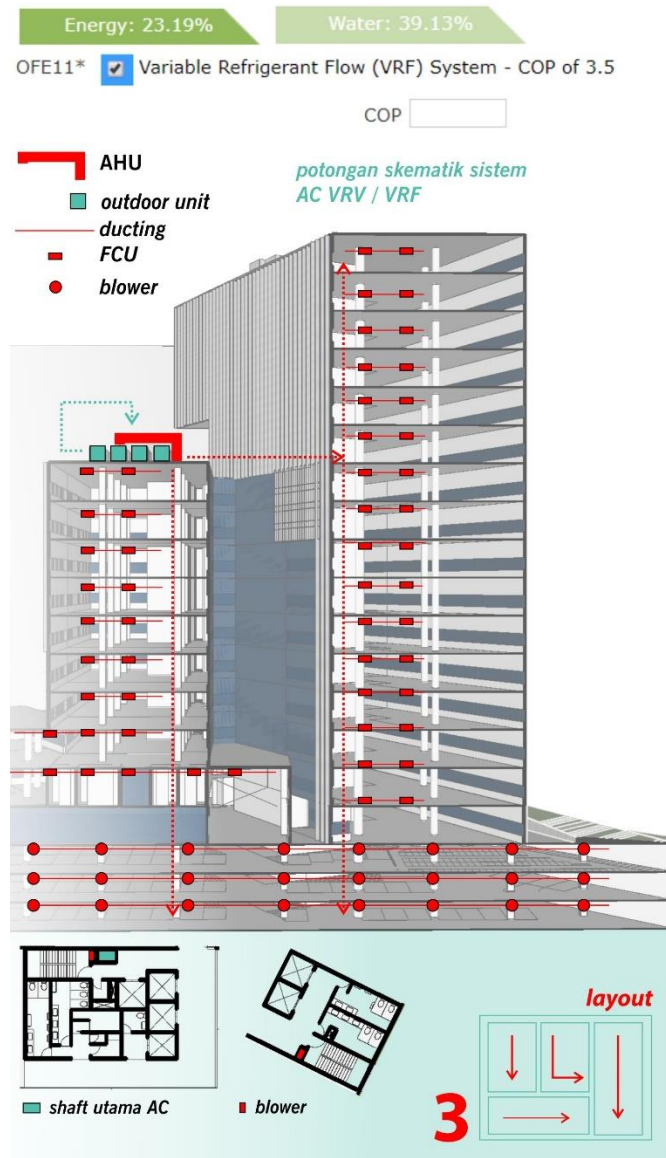 Energy: 23.19%
Water: 39.13%
OFE11* Variable Refrigerant Flow (VRF) System - COP of 3.5
COP
AHU
outdoor unit
ducting
FCU
blower
potongan skematik sistem
AC VRV / VRF
layout
shaft utama AC
blower
3